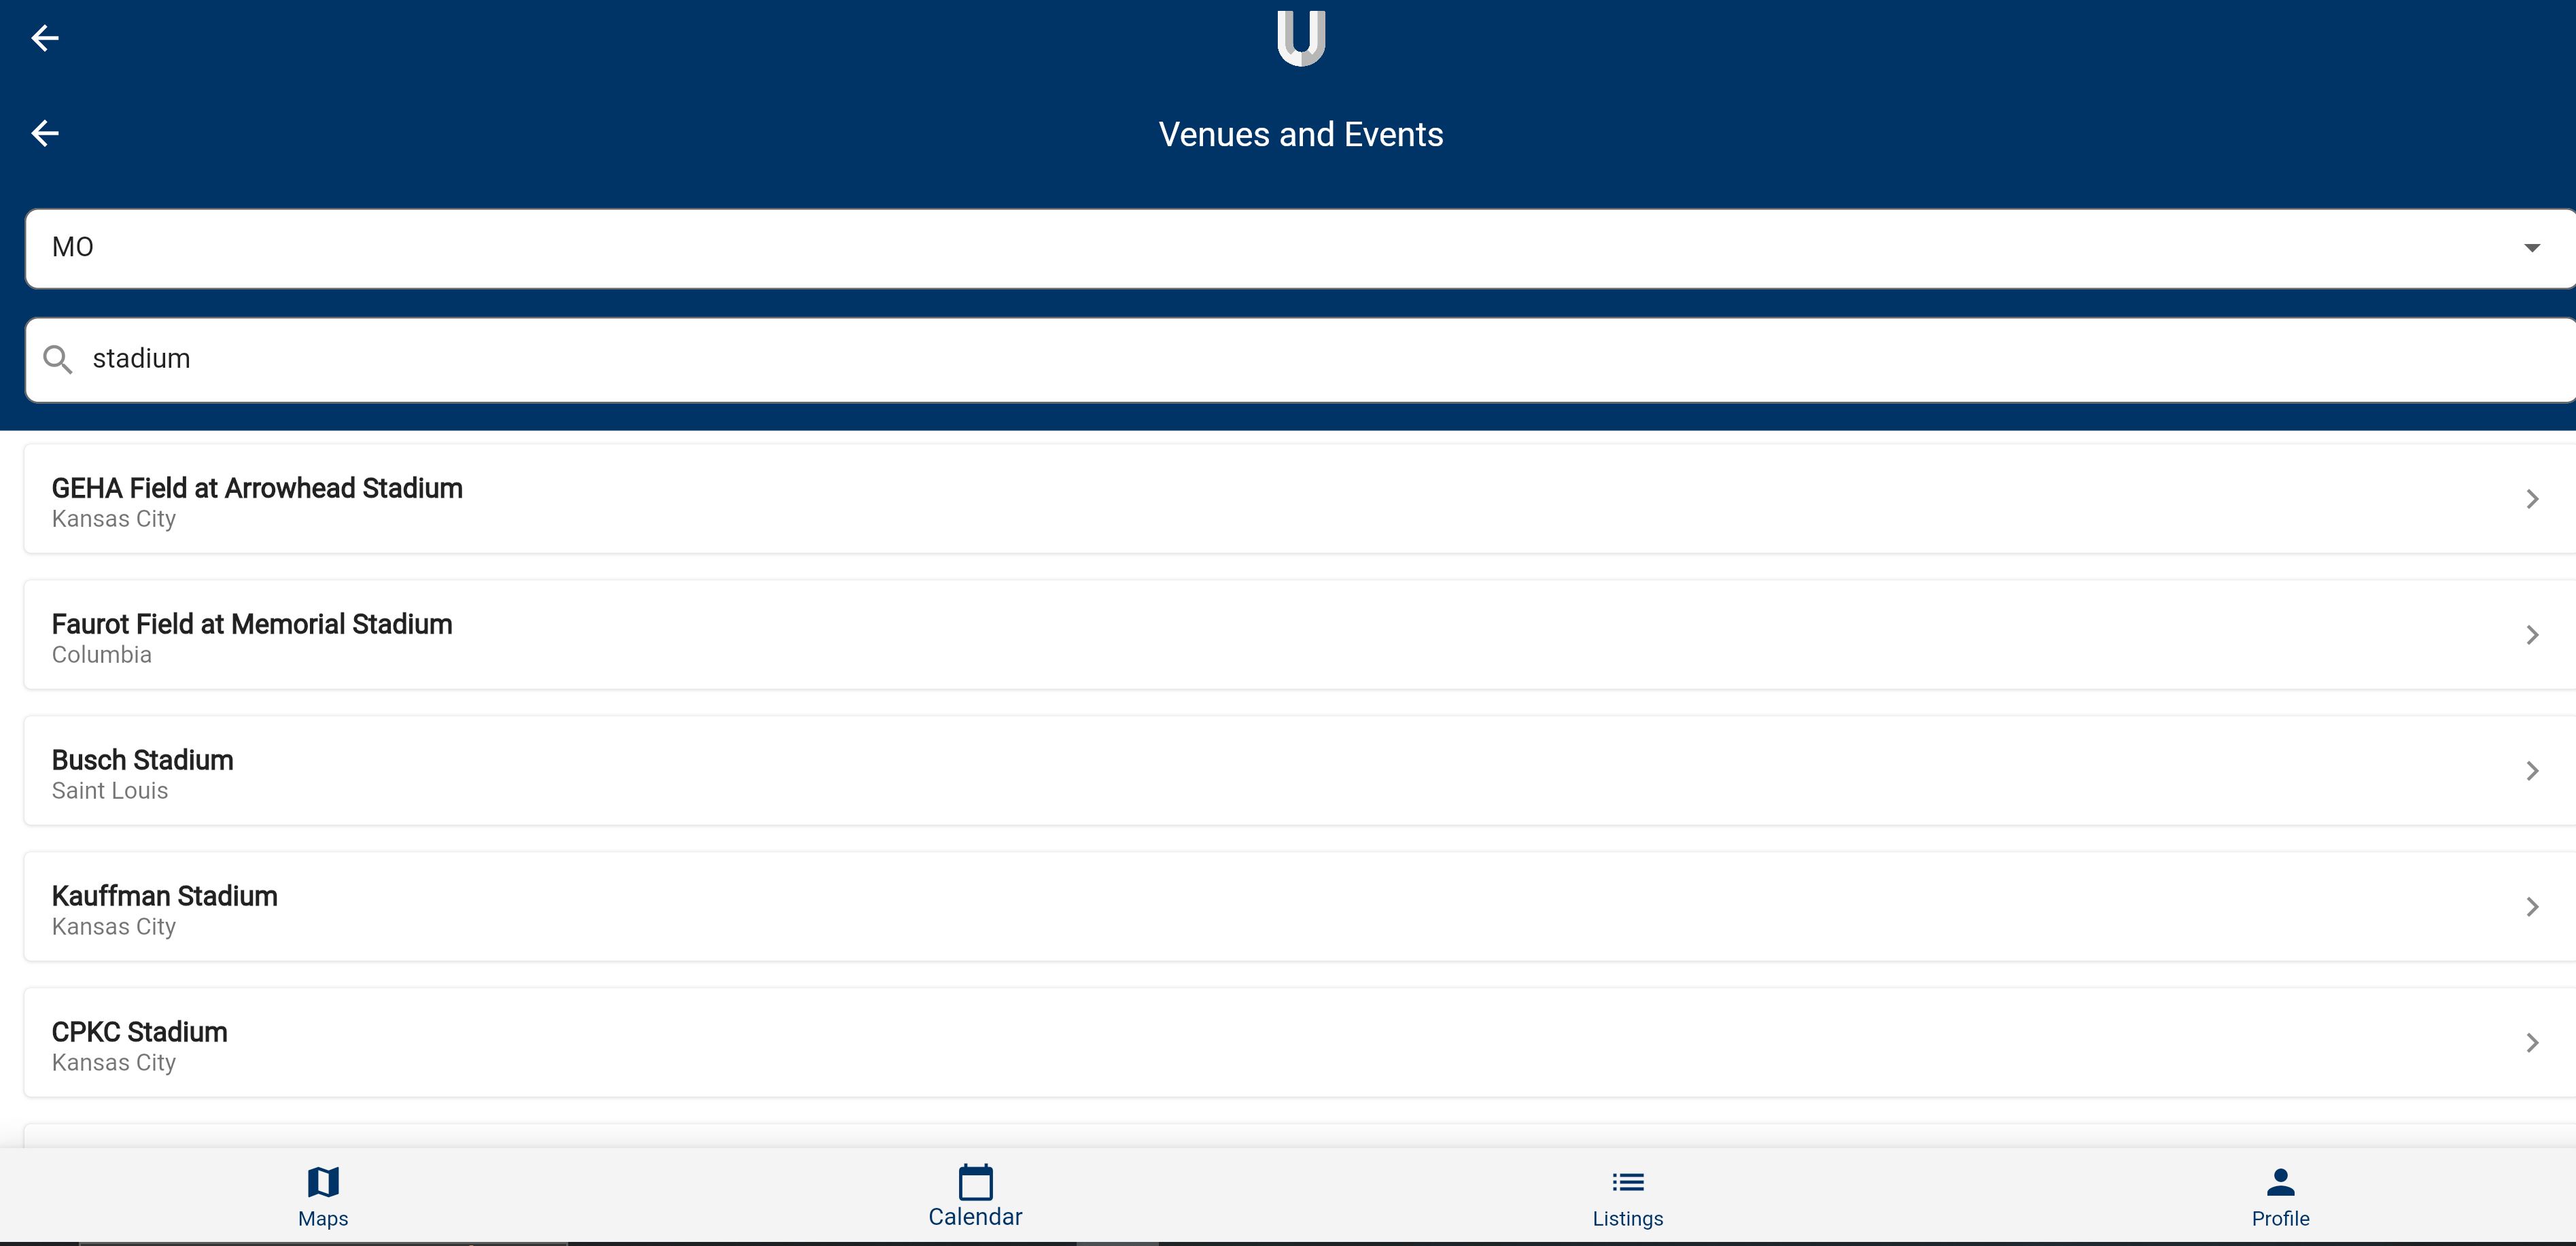 U
Venues and Events
MO
stadium
GEHA Field at Arrowhead Stadium
Kansas City
Faurot Field at Memorial Stadium
Columbia
Busch Stadium
Saint Louis
Kauffman Stadium
Kansas City
CPKC Stadium
Kansas City
Maps
Calendar
Listings
Profile